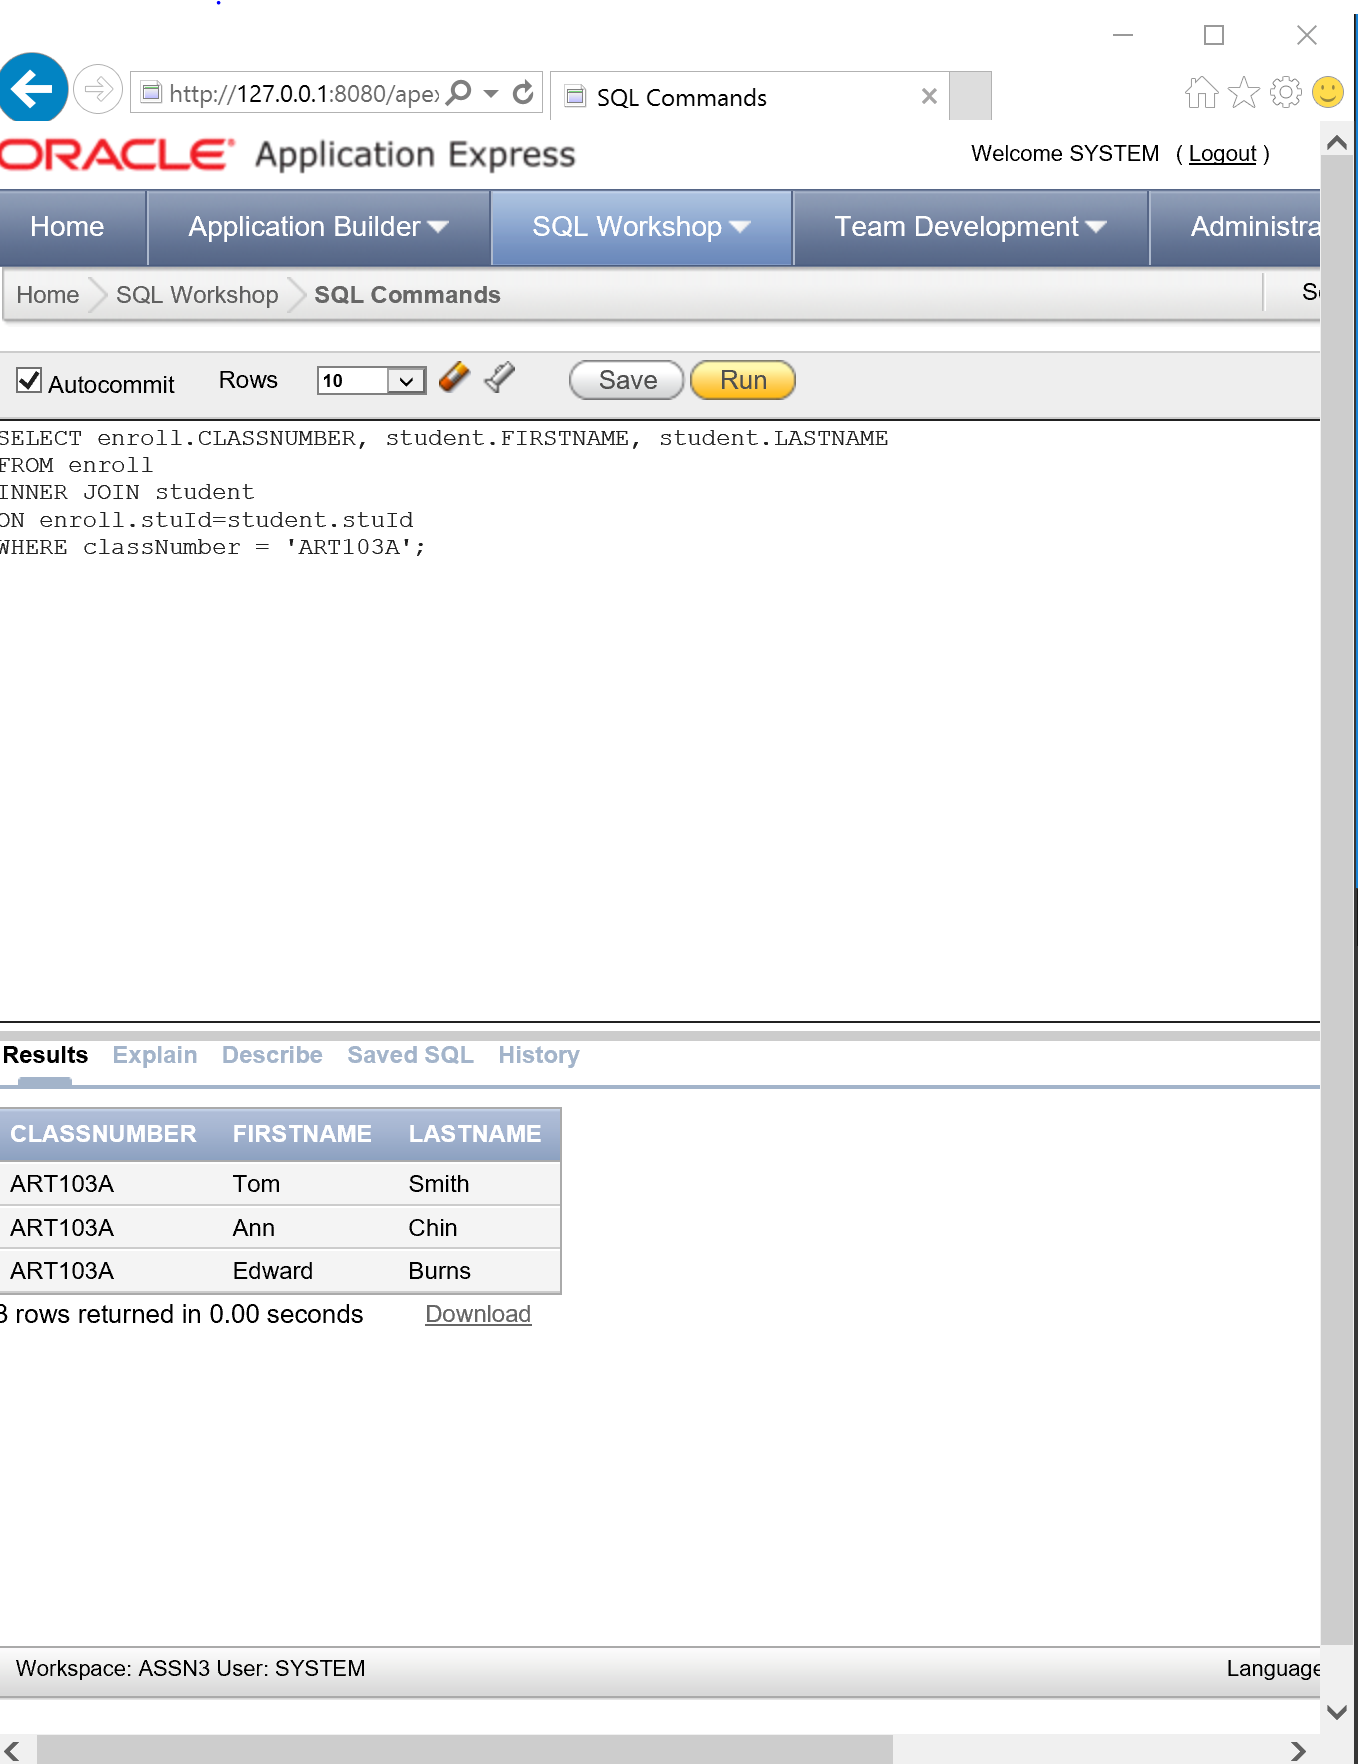 http://127.0.0.1:8080/apex
SQL Commands
ORACLE Application Express
Welcome SYSTEM ( Logout )
Home Application Builder SQL Workshop Team Development Administra
Home SQL Workshop SQL Commands
Autocommit Rows 10 Save Run
SELECT enroll.CLASSNUMBER, student.FIRSTNAME, student.LASTNAME
FROM enroll
INNER JOIN student
ON enroll.stuId=student.stuId
WHERE classNumber = 'ART103A';
Results Explain Describe Saved SQL History
CLASSNUMBER FIRSTNAME LASTNAME
ART103A Tom Smith
ART103A Ann Chin
ART103A Edward Burns
3 rows returned in 0.00 seconds Download
Workspace: ASSN3 User: SYSTEM Language